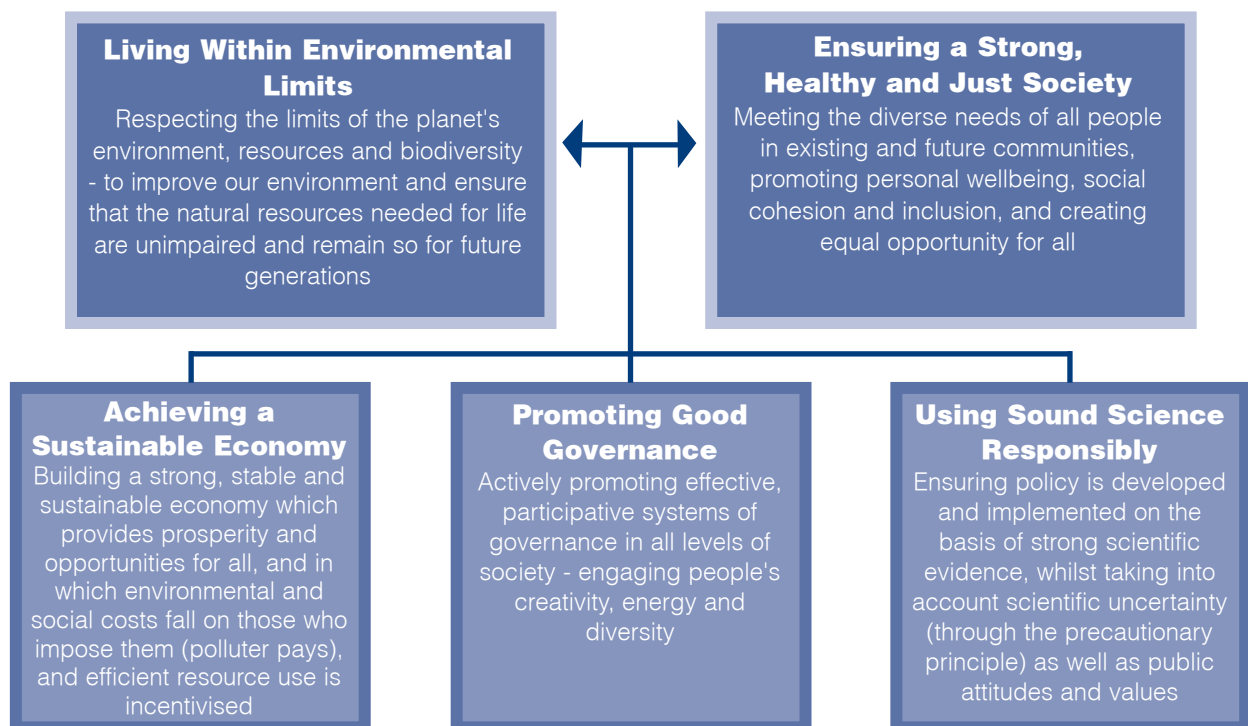 Living Within Environmental
Limits
Respecting the limits of the planet's
environment, resources and biodiversity
- to improve our environment and ensure
that the natural resources needed for life
are unimpaired and remain so for future
generations
Ensuring a Strong,
Healthy and Just Society
Meeting the diverse needs of all people
in existing and future communities,
promoting personal wellbeing, social
cohesion and inclusion, and creating
equal opportunity for all
Achieving a
Sustainable Economy
Building a strong, stable and
sustainable economy which
provides prosperity and
opportunities for all, and in
which environmental and
social costs fall on those who
impose them (polluter pays),
and efficient resource use is
incentivised
Promoting Good
Governance
Actively promoting effective,
participative systems of
governance in all levels of
society - engaging people's
creativity, energy and
diversity
Using Sound Science
Responsibly
Ensuring policy is developed
and implemented on the
basis of strong scientific
evidence, whilst taking into
account scientific uncertainty
(through the precautionary
principle) as well as public
attitudes and values